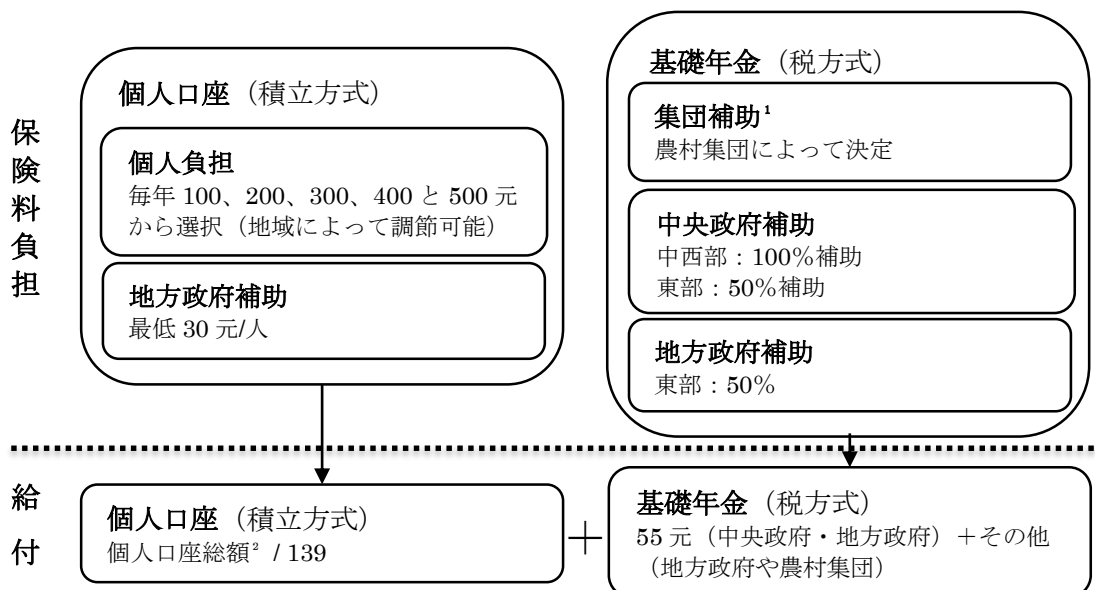 保険料負担
個人口座（積立方式）
個人負担
毎年 100、200、300、400 と 500 元
から選択（地域によって調節可能）
地方政府補助
最低 30 元/人
基礎年金（税方式）
集団補助¹
農村集団によって決定
中央政府補助
中西部：100％補助
東部：50％補助
地方政府補助
東部：50％
給付
個人口座（積立方式）
個人口座総額² / 139
＋
基礎年金（税方式）
55 元（中央政府・地方政府）＋その他
（地方政府や農村集団）